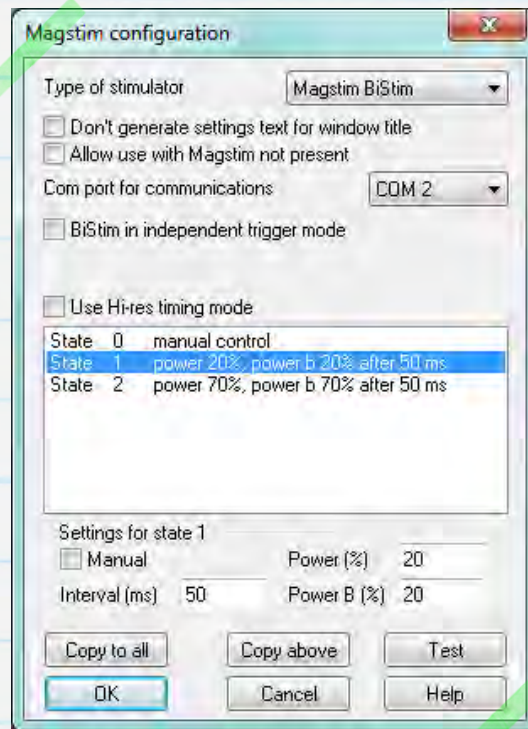 Magstim configuration
Type of stimulator Magstim BiStim
Don't generate settings text for window title
Allow use with Magstim not present
Com port for communications COM 2
BiStim in independent trigger mode
Use Hi-res timing mode
State 0 manual control
State 1 power 20%, power b 20% after 50 ms
State 2 power 70%, power b 70% after 50 ms
Settings for state 1
Manual Power (%) 20
Interval (ms) 50 Power B (%) 20
Copy to all Copy above Test
OK Cancel Help